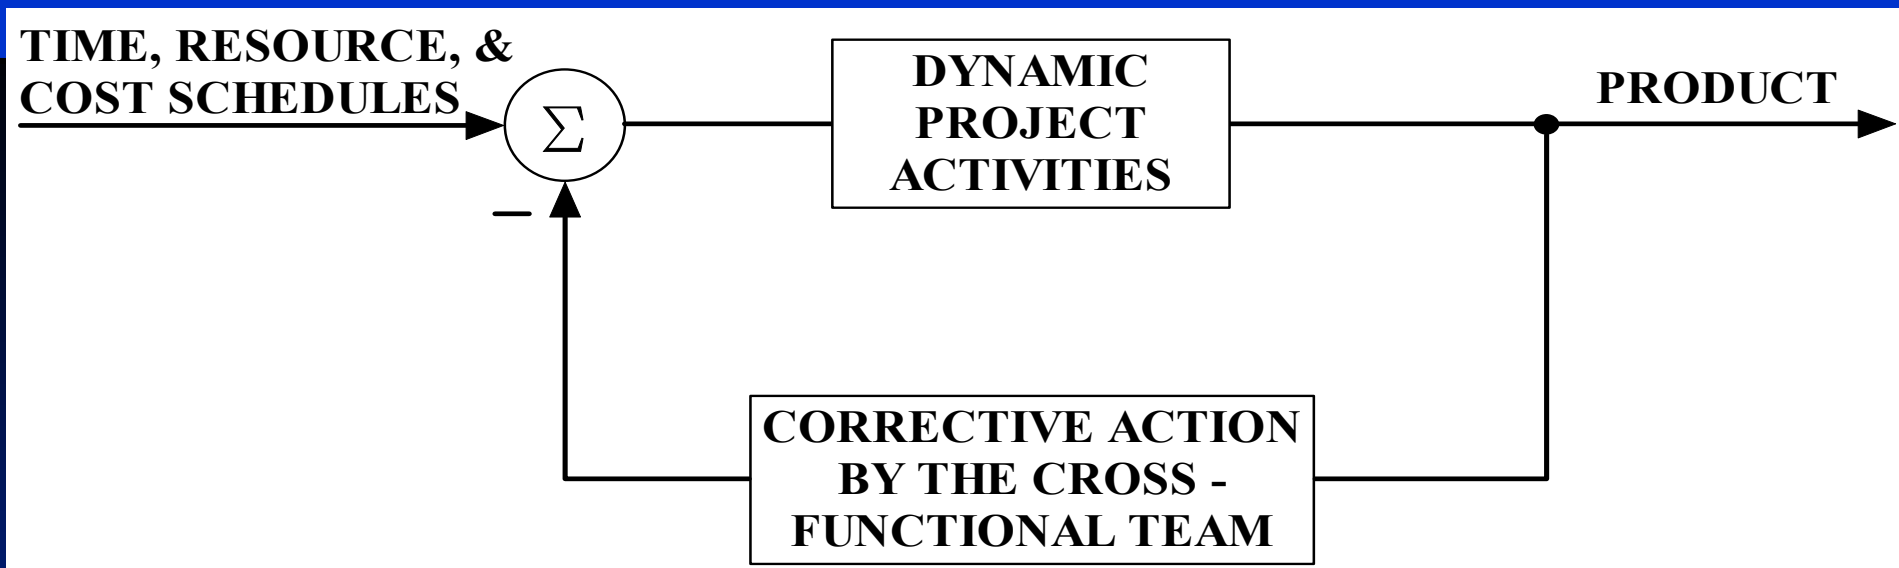 TIME, RESOURCE, &
COST SCHEDULES
Σ
–
DYNAMIC
PROJECT
ACTIVITIES
PRODUCT
CORRECTIVE ACTION
BY THE CROSS -
FUNCTIONAL TEAM